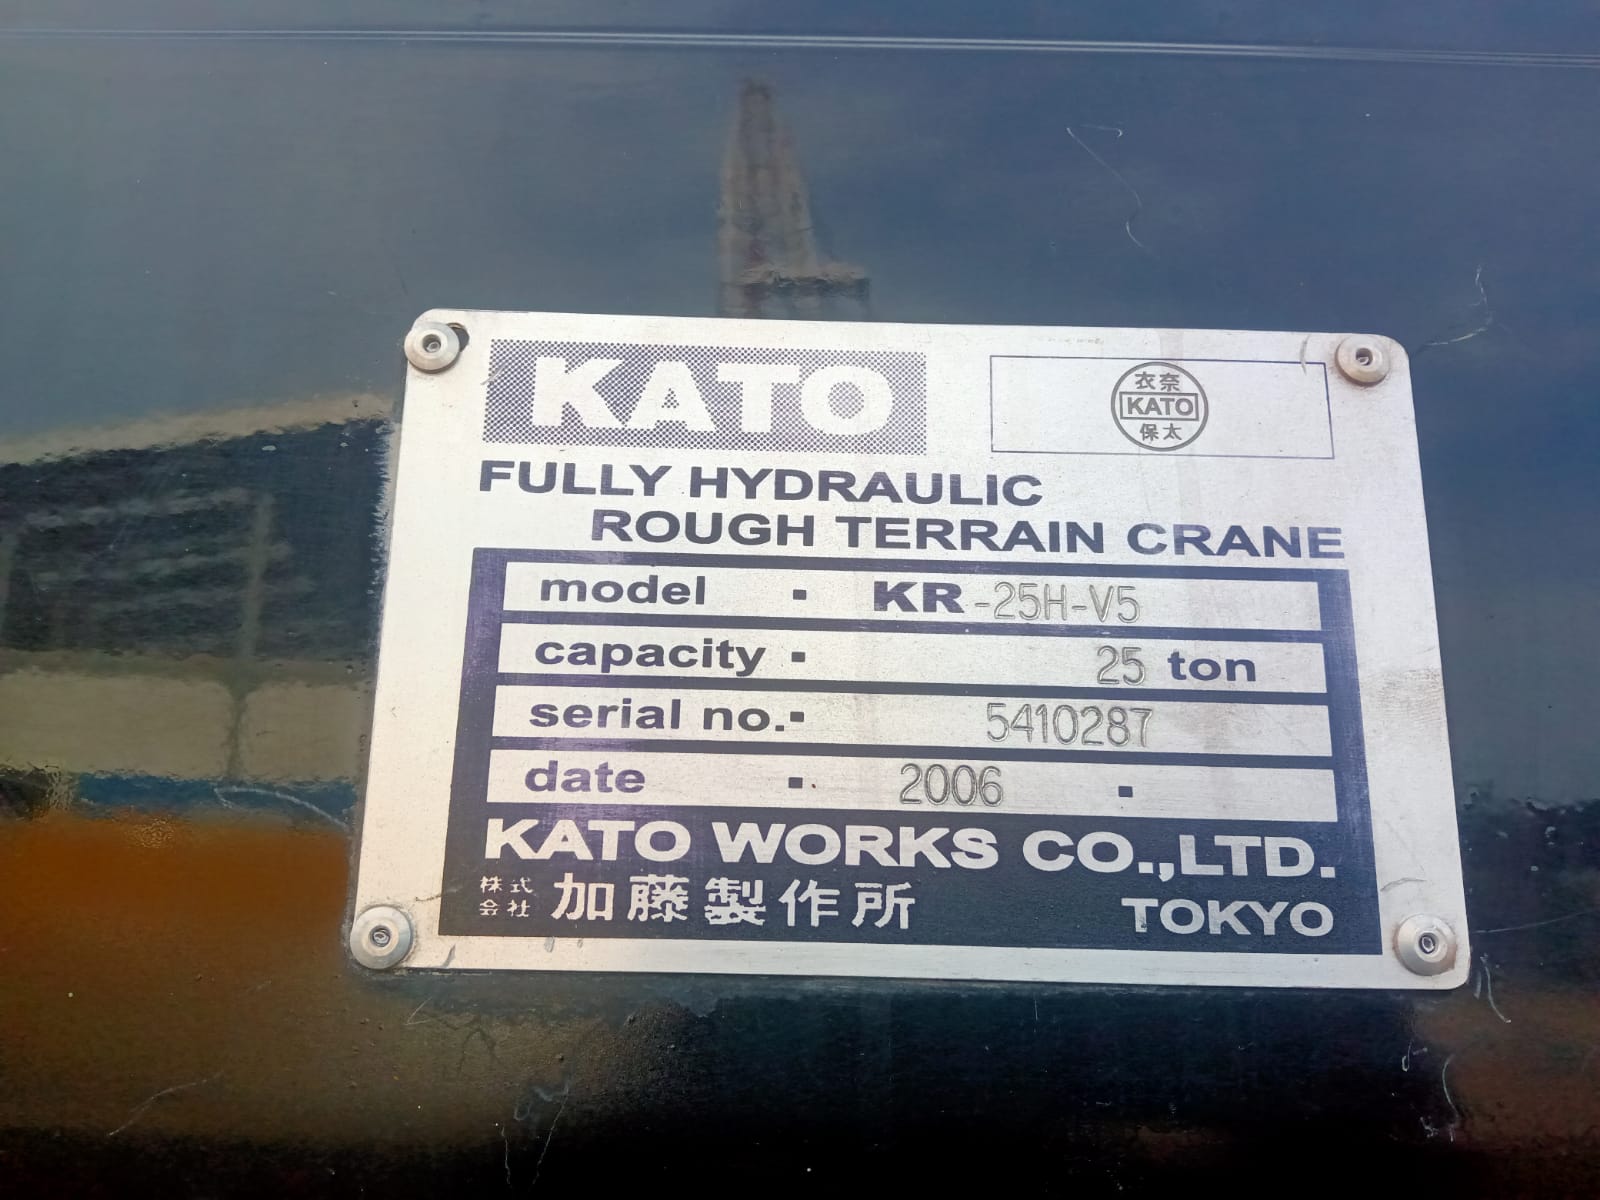 KATO
衣奈
KATO
保太
FULLY HYDRAULIC
ROUGH TERRAIN CRANE
model ▪ KR-25H-V5
capacity ▪ 25 ton
serial no.▪ 5410287
date ▪ 2006 ▪
KATO WORKS CO.,LTD.
株式会社 加藤製作所 TOKYO